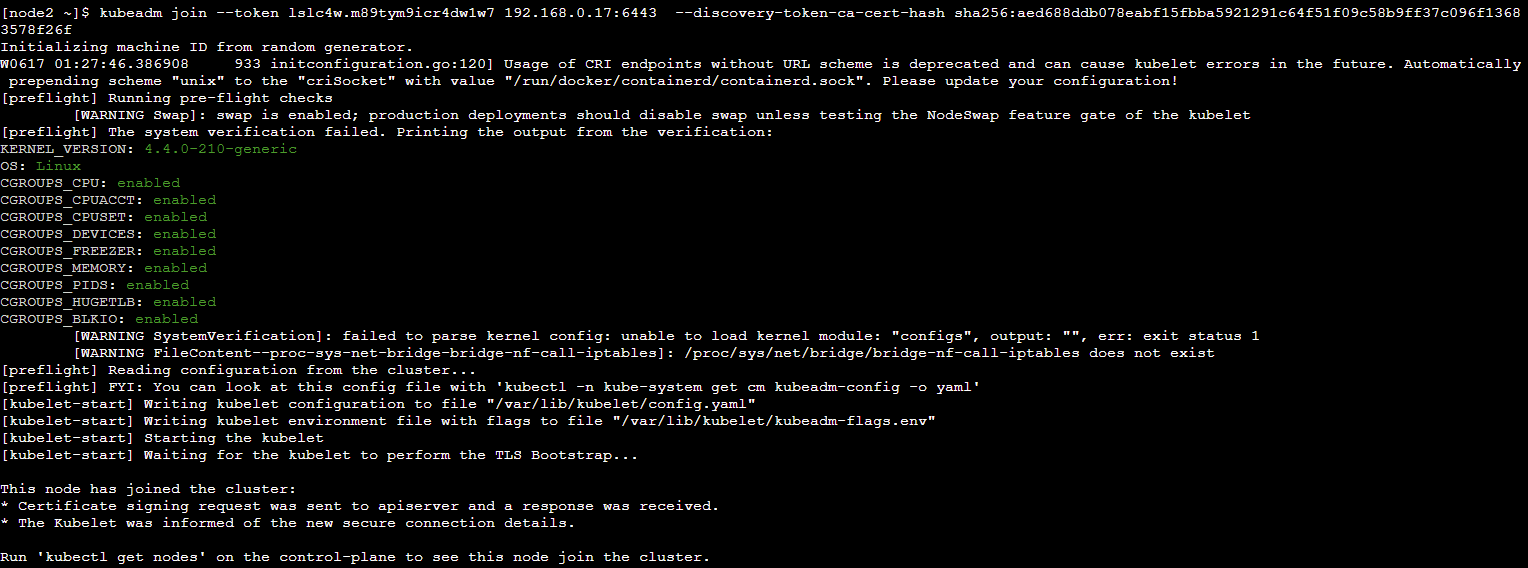 [node2 ~]$ kubeadm join --token lslc4w.m89tym9icr4dw1w7 192.168.0.17:6443  --discovery-token-ca-cert-hash sha256:aed688ddb078eabf15fbba5921291c64f51f09c58b9ff37c096f1368
3578f26f
Initializing machine ID from random generator.
W0617 01:27:46.386908     933 initconfiguration.go:120] Usage of CRI endpoints without URL scheme is deprecated and can cause kubelet errors in the future. Automatically
 prepending scheme "unix" to the "criSocket" with value "/run/docker/containerd/containerd.sock". Please update your configuration!
[preflight] Running pre-flight checks
        [WARNING Swap]: swap is enabled; production deployments should disable swap unless testing the NodeSwap feature gate of the kubelet
[preflight] The system verification failed. Printing the output from the verification:
KERNEL_VERSION: 4.4.0-210-generic
OS: Linux
CGROUPS_CPU: enabled
CGROUPS_CPUACCT: enabled
CGROUPS_CPUSET: enabled
CGROUPS_DEVICES: enabled
CGROUPS_FREEZER: enabled
CGROUPS_MEMORY: enabled
CGROUPS_PIDS: enabled
CGROUPS_HUGETLB: enabled
CGROUPS_BLKIO: enabled
        [WARNING SystemVerification]: failed to parse kernel config: unable to load kernel module: "configs", output: "", err: exit status 1
        [WARNING FileContent--proc-sys-net-bridge-bridge-nf-call-iptables]: /proc/sys/net/bridge/bridge-nf-call-iptables does not exist
[preflight] Reading configuration from the cluster...
[preflight] FYI: You can look at this config file with 'kubectl -n kube-system get cm kubeadm-config -o yaml'
[kubelet-start] Writing kubelet configuration to file "/var/lib/kubelet/config.yaml"
[kubelet-start] Writing kubelet environment file with flags to file "/var/lib/kubelet/kubeadm-flags.env"
[kubelet-start] Starting the kubelet
[kubelet-start] Waiting for the kubelet to perform the TLS Bootstrap...

This node has joined the cluster:
* Certificate signing request was sent to apiserver and a response was received.
* The Kubelet was informed of the new secure connection details.

Run 'kubectl get nodes' on the control-plane to see this node join the cluster.